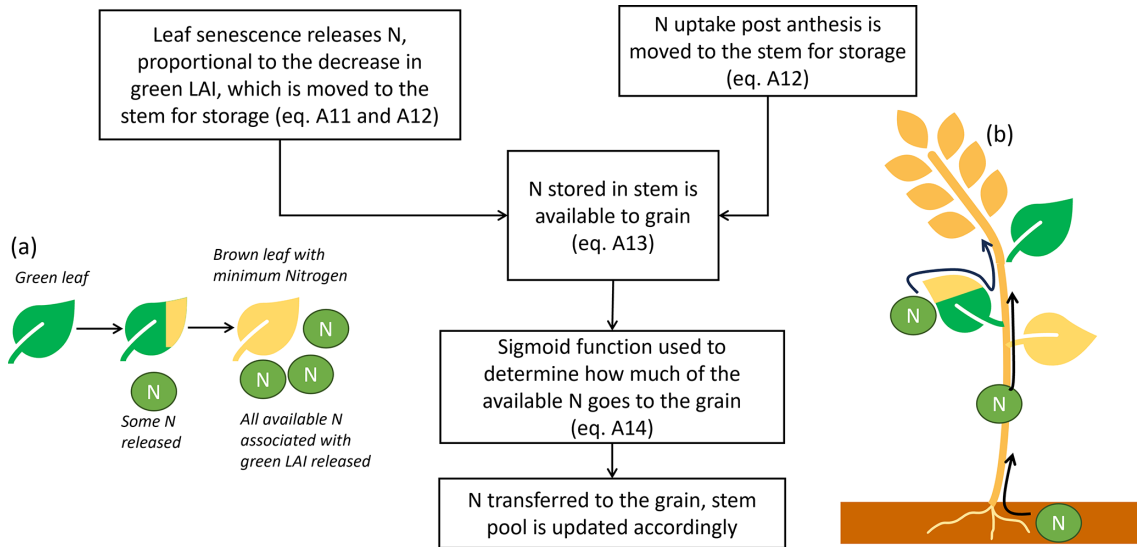 Leaf senescence releases N,
proportional to the decrease in
green LAI, which is moved to the
stem for storage (eq. A11 and A12)
N uptake post anthesis is
moved to the stem for storage
(eq. A12)
N stored in stem is
available to grain
(eq. A13)
Sigmoid function used to
determine how much of the
available N goes to the grain
(eq. A14)
N transferred to the grain, stem
pool is updated accordingly
(a)
Green leaf
Brown leaf with
minimum Nitrogen
N
N
N
N
Some N
released
All available N
associated with
green LAI released
(b)
N
N
N